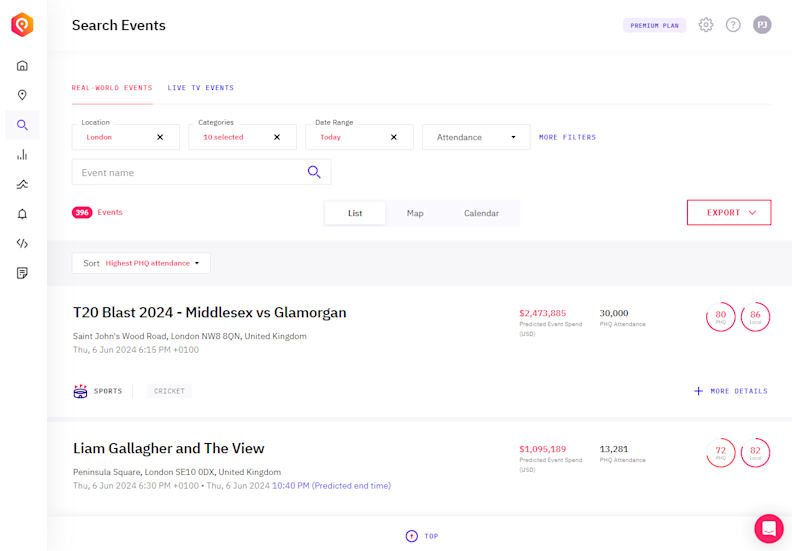 Search Events
PREMIUM PLAN
PJ
REAL-WORLD EVENTS
LIVE TV EVENTS
Location
London
Categories
10 selected
Date Range
Today
Attendance
MORE FILTERS
Event name
396 Events
List
Map
Calendar
EXPORT
Sort Highest PHQ attendance
T20 Blast 2024 - Middlesex vs Glamorgan
$2,473,885
Predicted Event Spend
(USD)
30,000
PHQ Attendance
80
PHQ
86
Local
Saint John's Wood Road, London NW8 8QN, United Kingdom
Thu, 6 Jun 2024 6:15 PM +0100
SPORTS
CRICKET
MORE DETAILS
Liam Gallagher and The View
$1,095,189
Predicted Event Spend
(USD)
13,281
PHQ Attendance
72
PHQ
82
Local
Peninsula Square, London SE10 0DX, United Kingdom
Thu, 6 Jun 2024 6:30 PM +0100 • Thu, 6 Jun 2024 10:40 PM (Predicted end time)
TOP